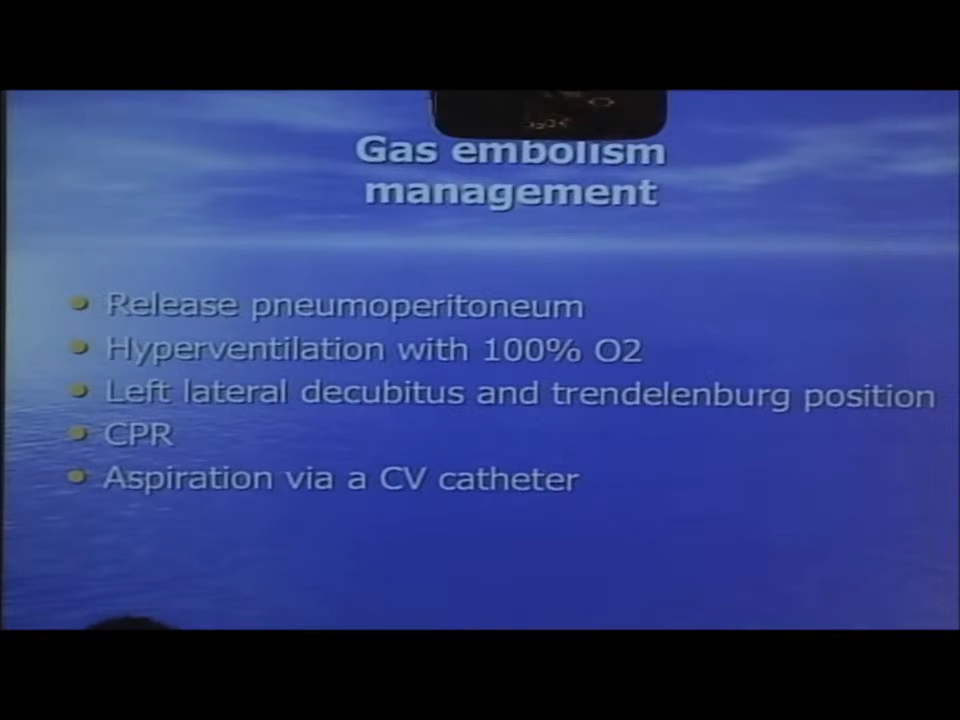 Gas embolism
management
Release pneumoperitoneum
Hyperventilation with 100% O2
Left lateral decubitus and trendelenburg position
CPR
Aspiration via a CV catheter